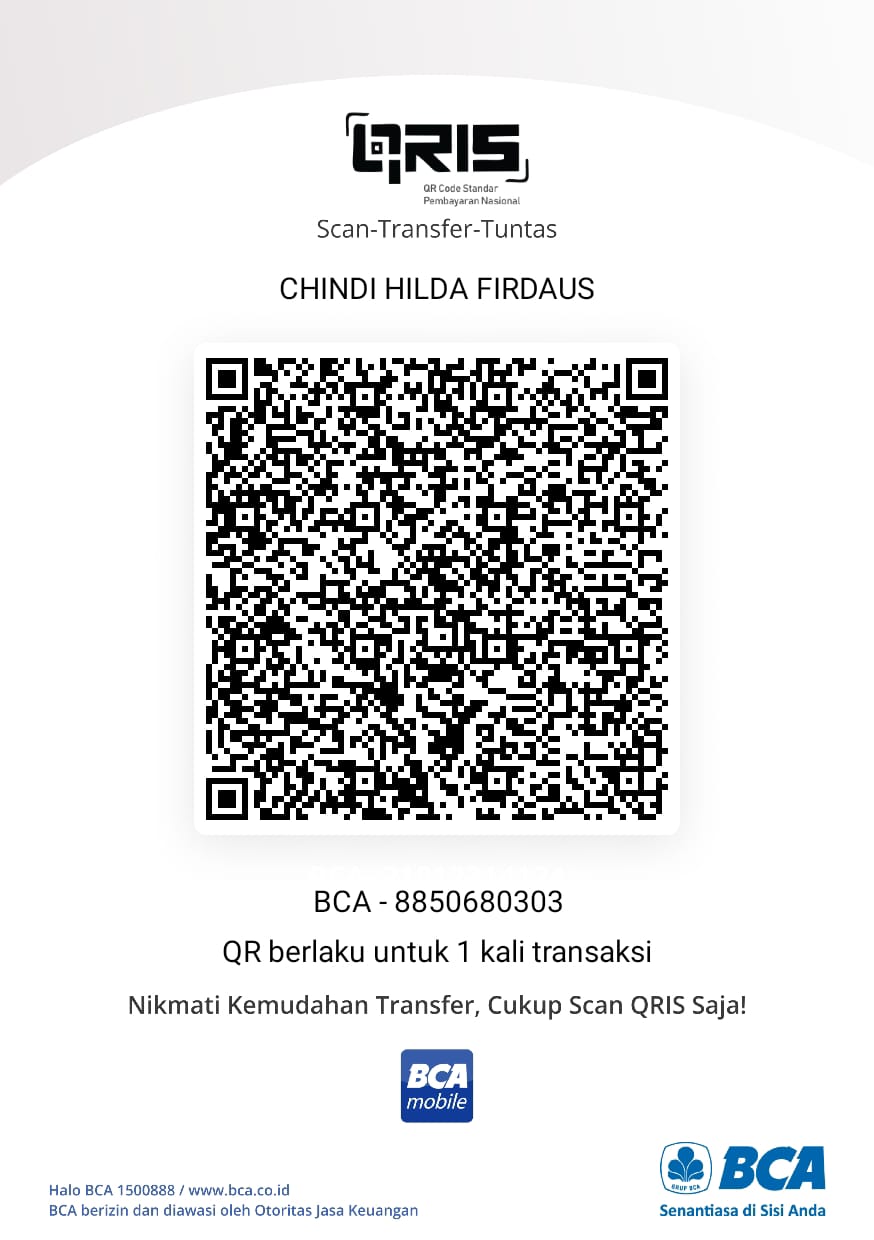 QRIS
QR Code Standar
Pembayaran Nasional
Scan-Transfer-Tuntas
CHINDI HILDA FIRDAUS
BCA - 8850680303
QR berlaku untuk 1 kali transaksi
Nikmati Kemudahan Transfer, Cukup Scan QRIS Saja!
BCA
mobile
GRUP BCA
BCA
Senantiasa di Sisi Anda
Halo BCA 1500888 / www.bca.co.id
BCA berizin dan diawasi oleh Otoritas Jasa Keuangan